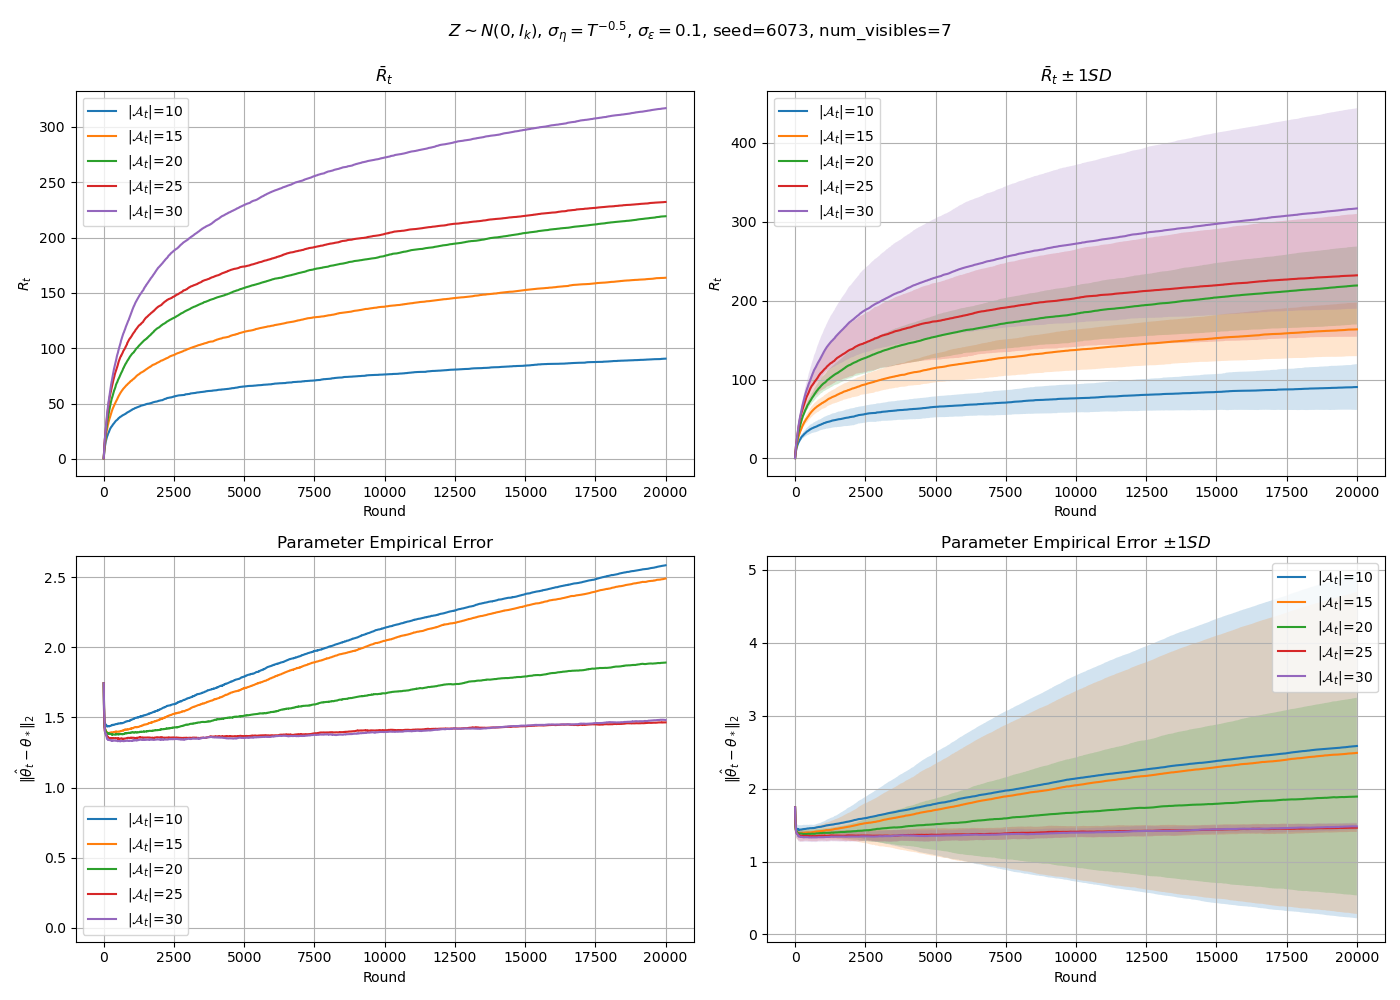 Z ∼ N(0, I_k), σ_η = T^{−0.5}, σ_ε = 0.1, seed=6073, num_visibles=7
R̄_t
R_t
300
250
200
150
100
50
0
|𝒜_t|=10
|𝒜_t|=15
|𝒜_t|=20
|𝒜_t|=25
|𝒜_t|=30
0 2500 5000 7500 10000 12500 15000 17500 20000
Round
R̄_t ± 1SD
R_t
400
300
200
100
0
|𝒜_t|=10
|𝒜_t|=15
|𝒜_t|=20
|𝒜_t|=25
|𝒜_t|=30
0 2500 5000 7500 10000 12500 15000 17500 20000
Round
Parameter Empirical Error
‖θ̂_t − θ_*‖_2
2.5
2.0
1.5
1.0
0.5
0.0
|𝒜_t|=10
|𝒜_t|=15
|𝒜_t|=20
|𝒜_t|=25
|𝒜_t|=30
0 2500 5000 7500 10000 12500 15000 17500 20000
Round
Parameter Empirical Error ±1SD
‖θ̂_t − θ_*‖_2
5
4
3
2
1
0
|𝒜_t|=10
|𝒜_t|=15
|𝒜_t|=20
|𝒜_t|=25
|𝒜_t|=30
0 2500 5000 7500 10000 12500 15000 17500 20000
Round